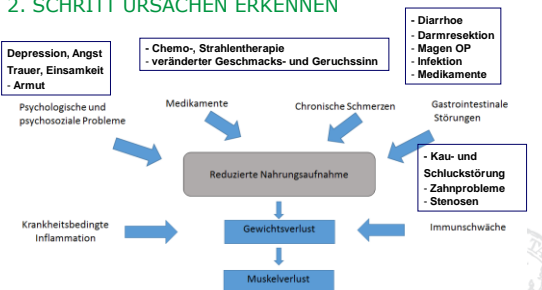 2. SCHRITT URSACHEN ERKENNEN
Depression, Angst
Trauer, Einsamkeit
- Armut
- Chemo-, Strahlentherapie
- veränderter Geschmacks- und Geruchssinn
- Diarrhoe
- Darmresektion
- Magen OP
- Infektion
- Medikamente
Psychologische und
psychosoziale Probleme
Medikamente
Chronische Schmerzen
Gastrointestinale
Störungen
- Kau- und
Schluckstörung
- Zahnprobleme
- Stenosen
Reduzierte Nahrungsaufnahme
Krankheitsbedingte
Inflammation
Gewichtsverlust
Immunschwäche
Muskelverlust